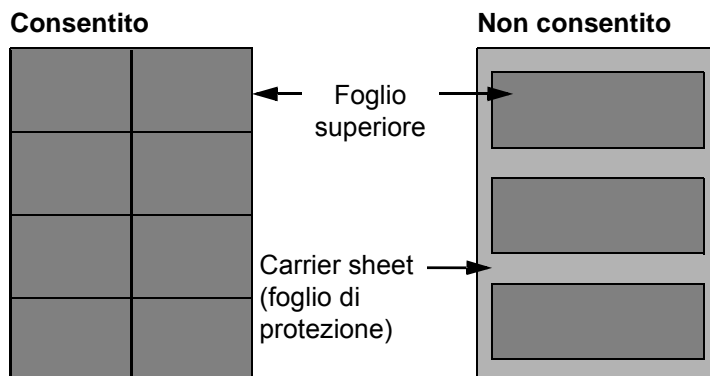 Consentito
Non consentito
Foglio
superiore
Carrier sheet
(foglio di
protezione)